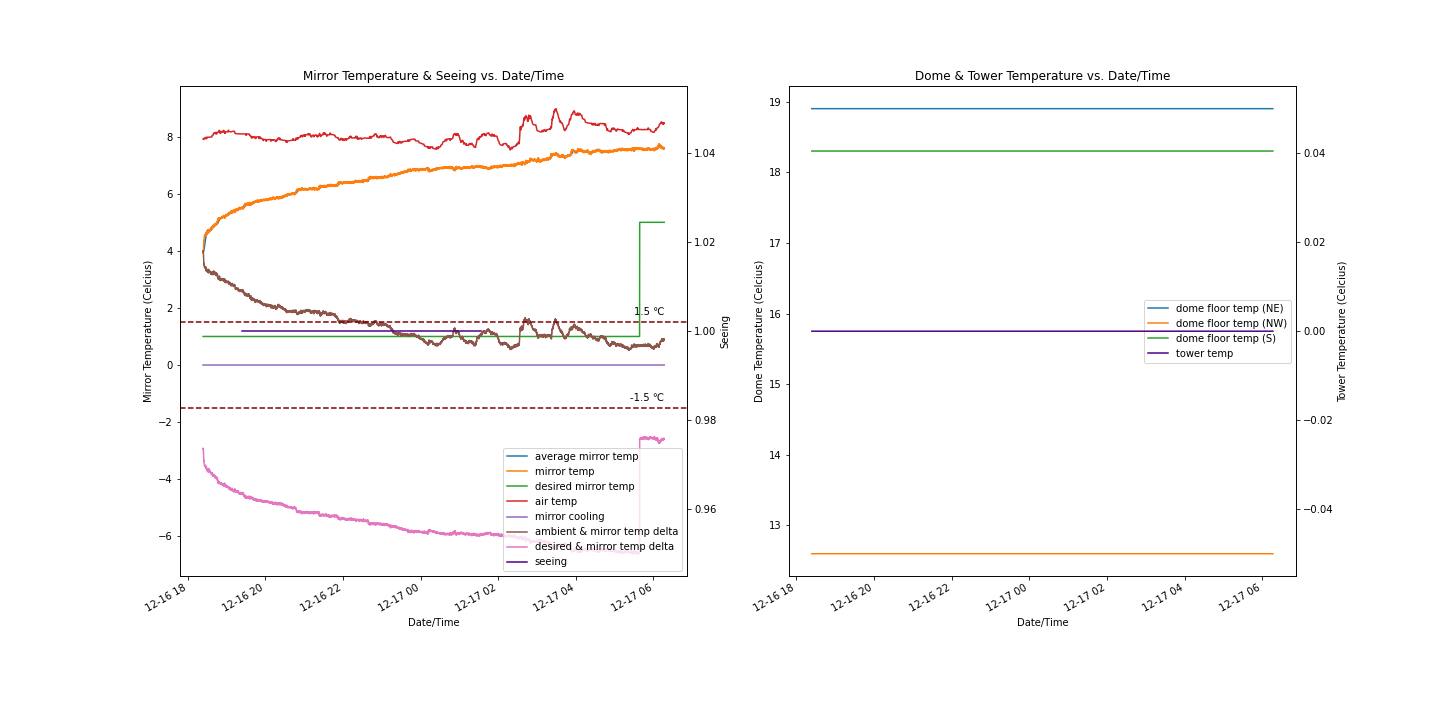 Mirror Temperature & Seeing vs. Date/Time
Mirror Temperature (Celcius)
8
6
4
2
0
−2
−4
−6
1.5 ℃
-1.5 ℃
1.04
1.02
1.00
0.98
0.96
Seeing
average mirror temp
mirror temp
desired mirror temp
air temp
mirror cooling
ambient & mirror temp delta
desired & mirror temp delta
seeing
12-16 18
12-16 20
12-16 22
12-17 00
12-17 02
12-17 04
12-17 06
Date/Time
Dome & Tower Temperature vs. Date/Time
Dome Temperature (Celcius)
19
18
17
16
15
14
13
0.04
0.02
0.00
−0.02
−0.04
Tower Temperature (Celcius)
dome floor temp (NE)
dome floor temp (NW)
dome floor temp (S)
tower temp
12-16 18
12-16 20
12-16 22
12-17 00
12-17 02
12-17 04
12-17 06
Date/Time